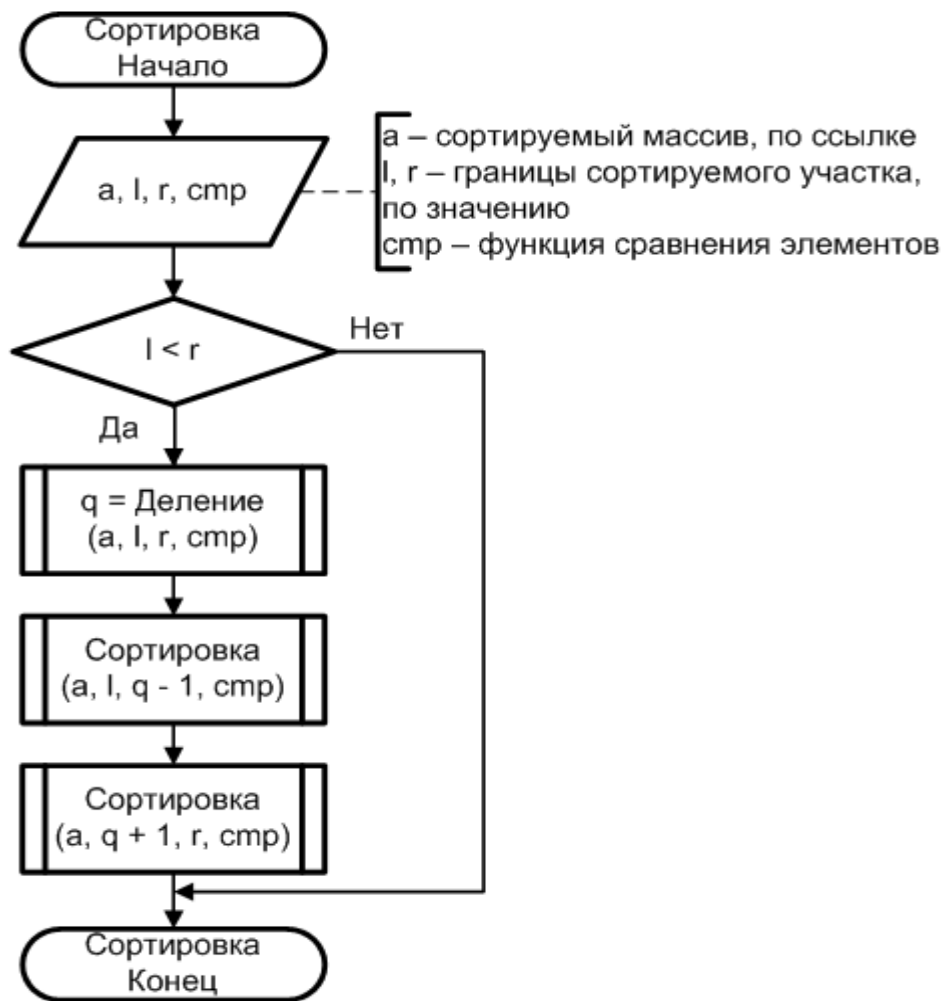 Сортировка
Начало
a, l, r, cmp
a – сортируемый массив, по ссылке
l, r – границы сортируемого участка,
по значению
cmp – функция сравнения элементов
l < r
Нет
Да
q = Деление
(a, l, r, cmp)
Сортировка
(a, l, q - 1, cmp)
Сортировка
(a, q + 1, r, cmp)
Сортировка
Конец